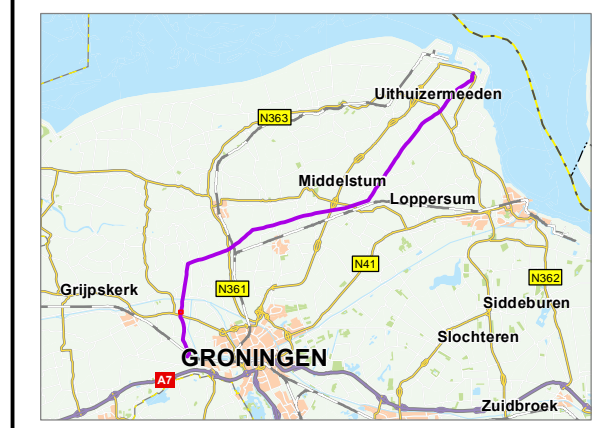 Uithuizermeeden
N363
Middelstum
Loppersum
N41
N362
Grijpskerk
N361
Siddeburen
Slochteren
GRONINGEN
A7
Zuidbroek